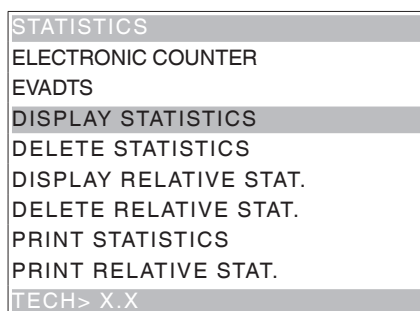 STATISTICS
ELECTRONIC COUNTER
EVADTS
DISPLAY STATISTICS
DELETE STATISTICS
DISPLAY RELATIVE STAT.
DELETE RELATIVE STAT.
PRINT STATISTICS
PRINT RELATIVE STAT.
TECH> X.X